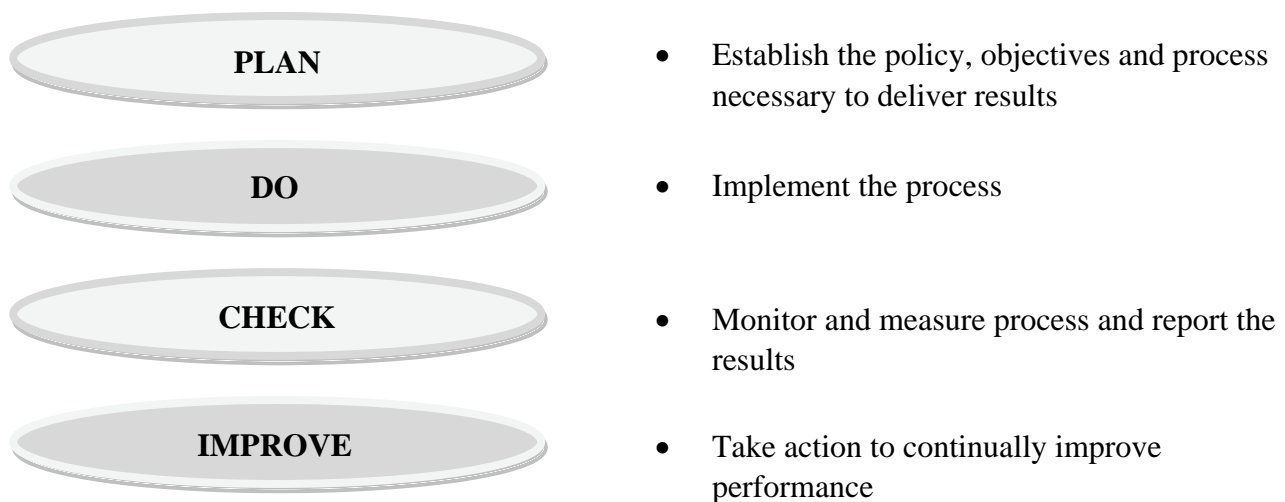 PLAN
• Establish the policy, objectives and process
necessary to deliver results
DO
• Implement the process
CHECK
• Monitor and measure process and report the
results
IMPROVE
• Take action to continually improve
performance